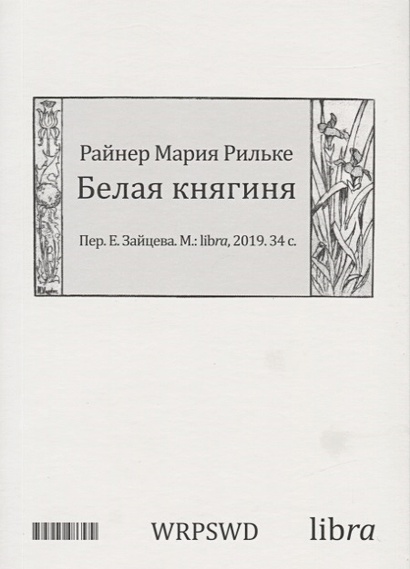 Райнер Мария Рильке
Белая княгиня
Пер. Е. Зайцева. М.: libra, 2019. 34 с.
WRPSWD
libra